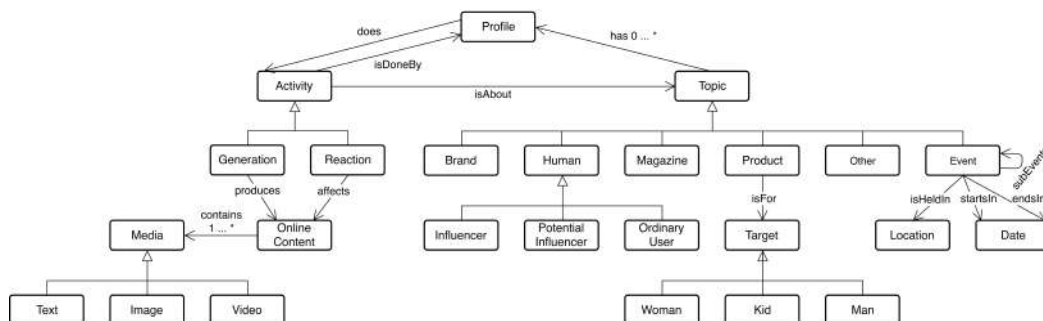 Profile
does
has 0 ... *
isDoneBy
Activity
isAbout
Topic
Generation
Reaction
Brand
Human
Magazine
Product
Other
Event
subEvent
produces
affects
isFor
isHeldIn
startsIn
endsIn
contains
1 ... *
Media
Online
Content
Influencer
Potential
Influencer
Ordinary
User
Target
Location
Date
Text
Image
Video
Woman
Kid
Man